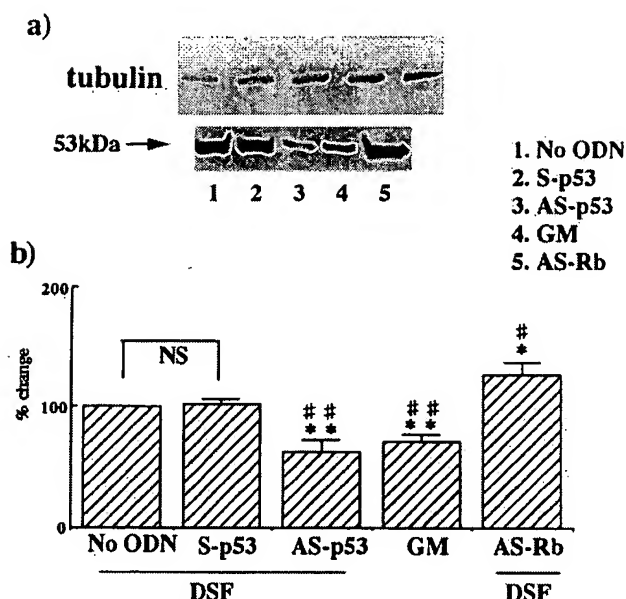 a)
tubulin
53kDa
1 2 3 4 5
1. No ODN
2. S-p53
3. AS-p53
4. GM
5. AS-Rb
b)
200
100
0
% change
NS
# #
* *
# #
* *
#
*
No ODN S-p53 AS-p53 GM AS-Rb
DSF DSF